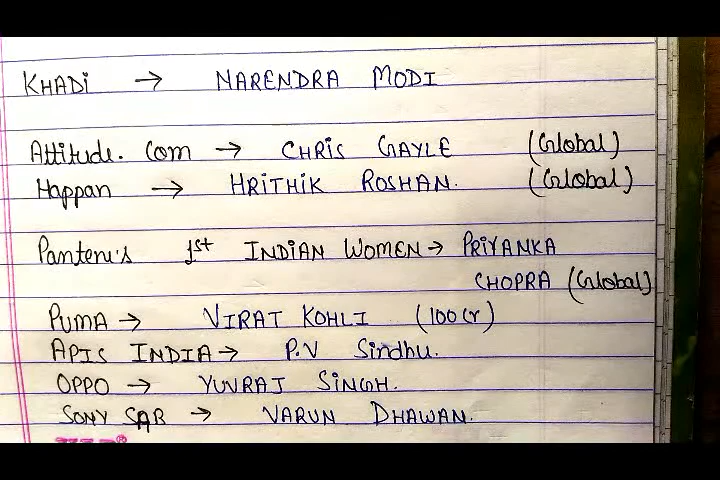 KHADi → NARENDRA MODI
Attitude. Com → CHRIS GAYLE (Global)
Happan → HRITHIK ROSHAN. (Global)
Pantene's 1st INDIAN WOMEN → PRIYANKA
CHOPRA (Global)
PUMA → VIRAT KOHLI (100 Cr)
APIS INDIA → P.V Sindhu.
OPPO → YUVRAJ SINGH.
SONY SAB → VARUN DHAWAN.